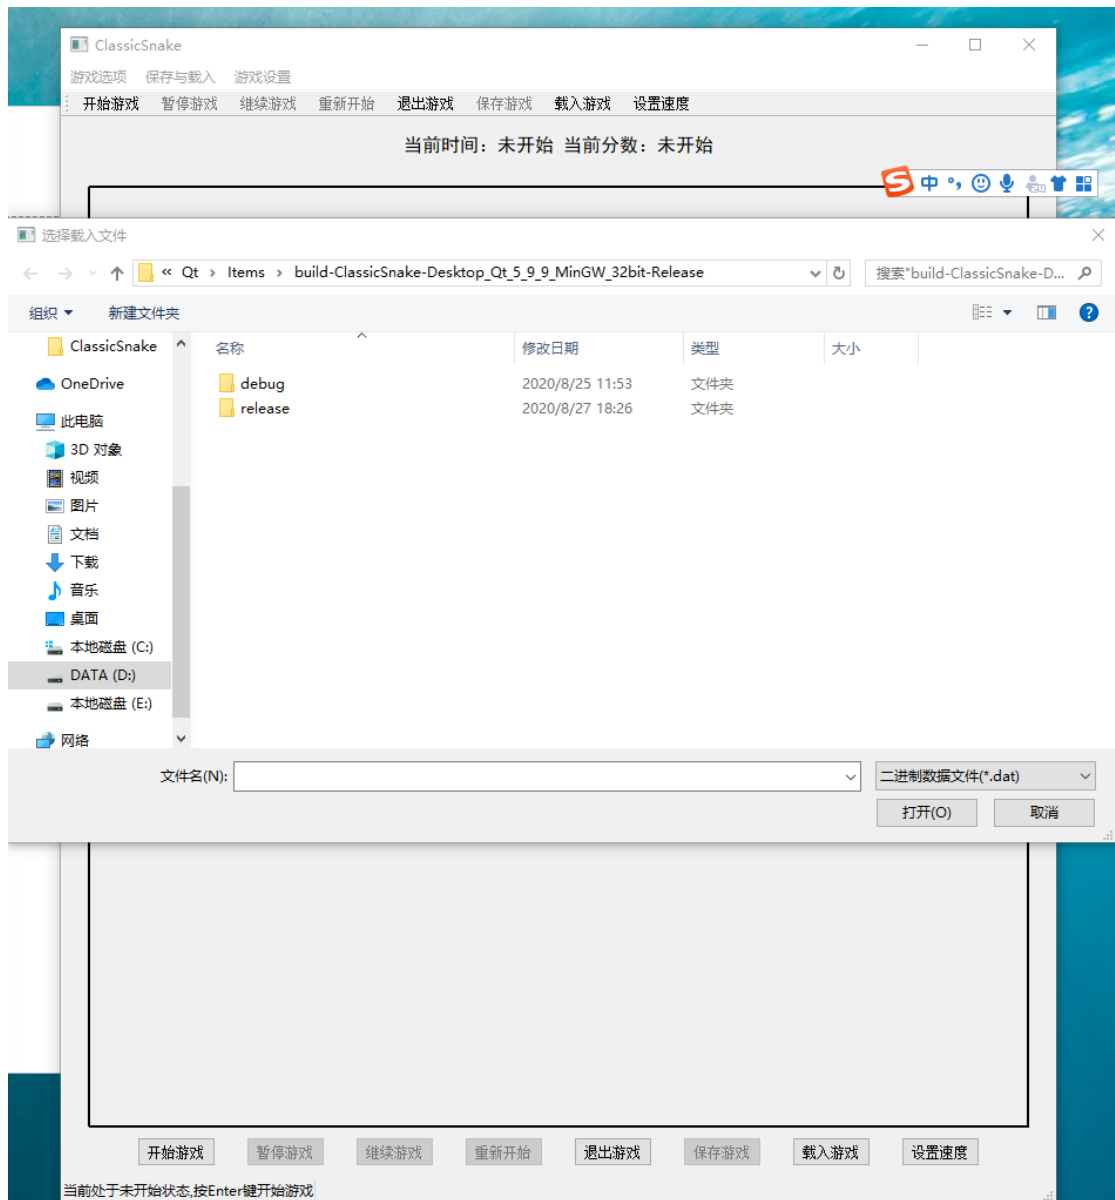 ClassicSnake
游戏选项 保存与载入 游戏设置
开始游戏 暂停游戏 继续游戏 重新开始 退出游戏 保存游戏 载入游戏 设置速度
当前时间：未开始 当前分数：未开始
中
选择载入文件
« Qt › Items › build-ClassicSnake-Desktop_Qt_5_9_9_MinGW_32bit-Release
搜索"build-ClassicSnake-D...
组织 新建文件夹
名称 修改日期 类型 大小
ClassicSnake
OneDrive
此电脑
3D 对象
视频
图片
文档
下载
音乐
桌面
本地磁盘 (C:)
DATA (D:)
本地磁盘 (E:)
网络
debug 2020/8/25 11:53 文件夹
release 2020/8/27 18:26 文件夹
文件名(N):
二进制数据文件(*.dat)
打开(O) 取消
开始游戏 暂停游戏 继续游戏 重新开始 退出游戏 保存游戏 载入游戏 设置速度
当前处于未开始状态,按Enter键开始游戏